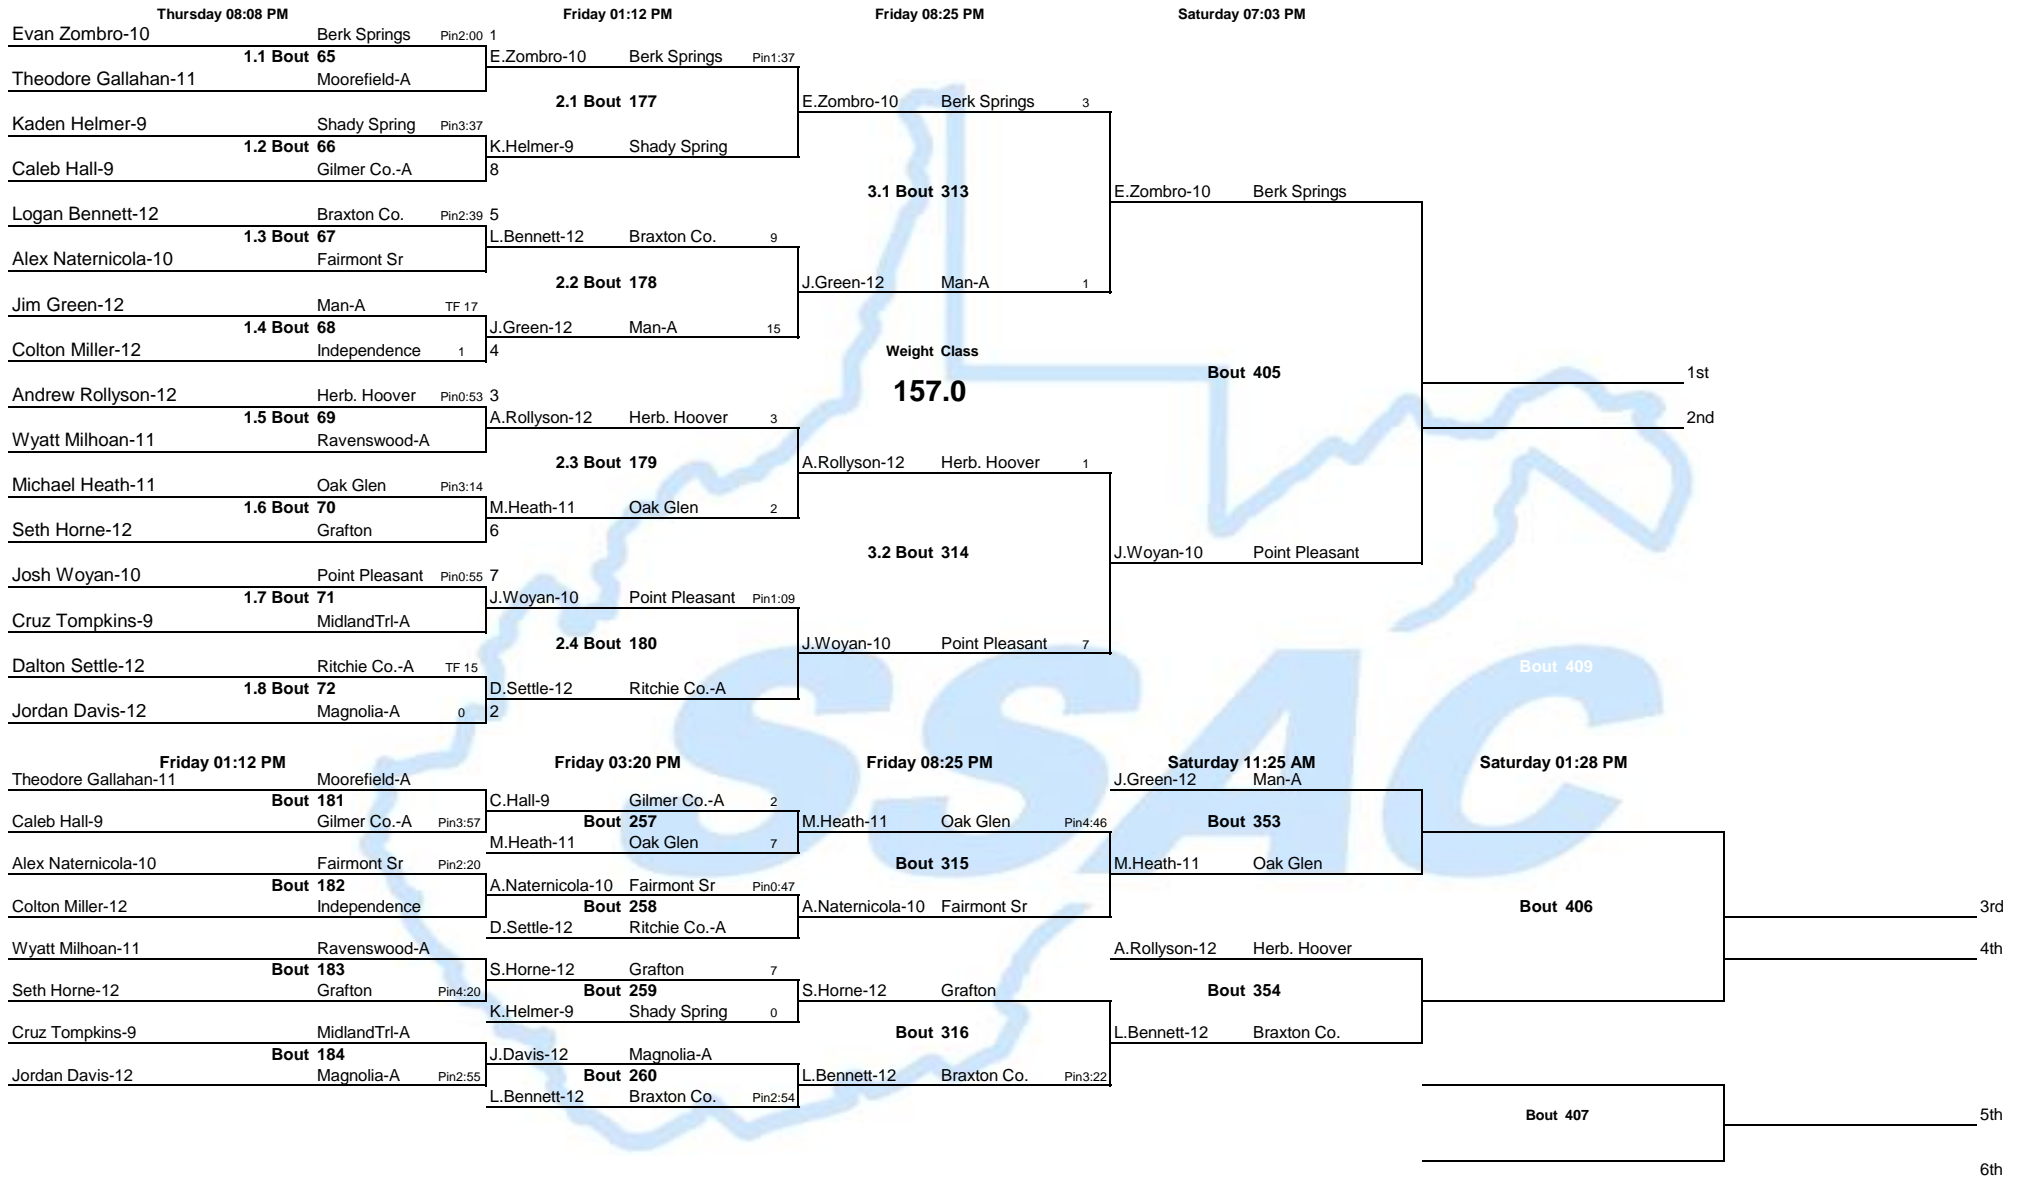 Thursday 08:08 PM Friday 01:12 PM Friday 08:25 PM Saturday 07:03 PM
Evan Zombro-10 Berk Springs Pin2:00 1
1.1 Bout 65 E.Zombro-10 Berk Springs Pin1:37
Theodore Gallahan-11 Moorefield-A
2.1 Bout 177 E.Zombro-10 Berk Springs 3
Kaden Helmer-9 Shady Spring Pin3:37
1.2 Bout 66 K.Helmer-9 Shady Spring
Caleb Hall-9 Gilmer Co.-A 8
3.1 Bout 313 E.Zombro-10 Berk Springs
Logan Bennett-12 Braxton Co. Pin2:39 5
1.3 Bout 67 L.Bennett-12 Braxton Co. 9
Alex Naternicola-10 Fairmont Sr
2.2 Bout 178 J.Green-12 Man-A 1
Jim Green-12 Man-A TF 17
1.4 Bout 68 J.Green-12 Man-A 15
Colton Miller-12 Independence 1 4 Weight Class
Bout 405 1st
Andrew Rollyson-12 Herb. Hoover Pin0:53 3 157.0
1.5 Bout 69 A.Rollyson-12 Herb. Hoover 3 2nd
Wyatt Milhoan-11 Ravenswood-A
2.3 Bout 179 A.Rollyson-12 Herb. Hoover 1
Michael Heath-11 Oak Glen Pin3:14
1.6 Bout 70 M.Heath-11 Oak Glen 2
Seth Horne-12 Grafton 6
3.2 Bout 314 J.Woyan-10 Point Pleasant
Josh Woyan-10 Point Pleasant Pin0:55 7
1.7 Bout 71 J.Woyan-10 Point Pleasant Pin1:09
Cruz Tompkins-9 MidlandTrl-A
2.4 Bout 180 J.Woyan-10 Point Pleasant 7
Dalton Settle-12 Ritchie Co.-A TF 15 Bout 409
1.8 Bout 72 D.Settle-12 Ritchie Co.-A
Jordan Davis-12 Magnolia-A 0 2
SSAC
Friday 01:12 PM Friday 03:20 PM Friday 08:25 PM Saturday 11:25 AM Saturday 01:28 PM
Theodore Gallahan-11 Moorefield-A J.Green-12 Man-A
Bout 181 C.Hall-9 Gilmer Co.-A 2
Caleb Hall-9 Gilmer Co.-A Pin3:57 Bout 257 M.Heath-11 Oak Glen Pin4:46 Bout 353
M.Heath-11 Oak Glen 7
Alex Naternicola-10 Fairmont Sr Pin2:20 Bout 315 M.Heath-11 Oak Glen
Bout 182 A.Naternicola-10 Fairmont Sr Pin0:47
Colton Miller-12 Independence Bout 258 A.Naternicola-10 Fairmont Sr Bout 406 3rd
D.Settle-12 Ritchie Co.-A
Wyatt Milhoan-11 Ravenswood-A A.Rollyson-12 Herb. Hoover 4th
Bout 183 S.Horne-12 Grafton 7
Seth Horne-12 Grafton Pin4:20 Bout 259 S.Horne-12 Grafton Bout 354
K.Helmer-9 Shady Spring 0
Cruz Tompkins-9 MidlandTrl-A Bout 316 L.Bennett-12 Braxton Co.
Bout 184 J.Davis-12 Magnolia-A
Jordan Davis-12 Magnolia-A Pin2:55 Bout 260 L.Bennett-12 Braxton Co. Pin3:22
L.Bennett-12 Braxton Co. Pin2:54
Bout 407 5th
6th